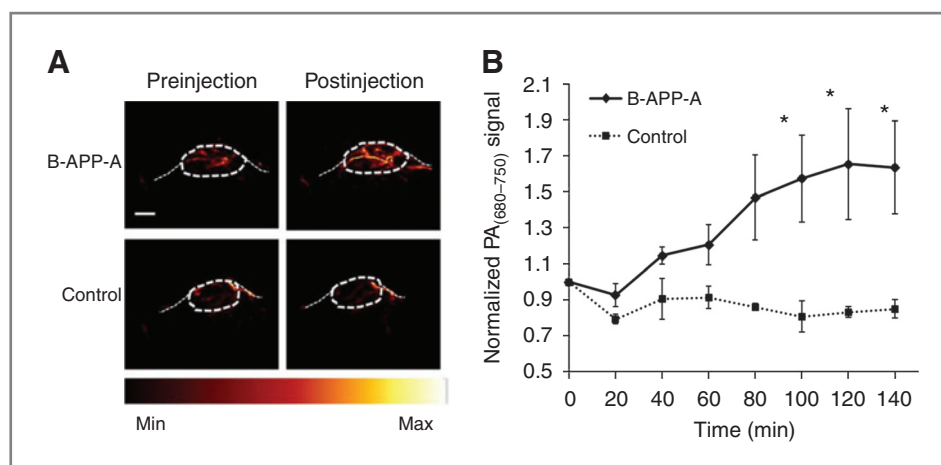 A
Preinjection Postinjection
B-APP-A
Control
Min Max
B
Normalized PA(680–750) signal
2.1
1.9
1.7
1.5
1.3
1.1
0.9
0.7
0.5
B-APP-A
Control
* * *
0 20 40 60 80 100 120 140
Time (min)